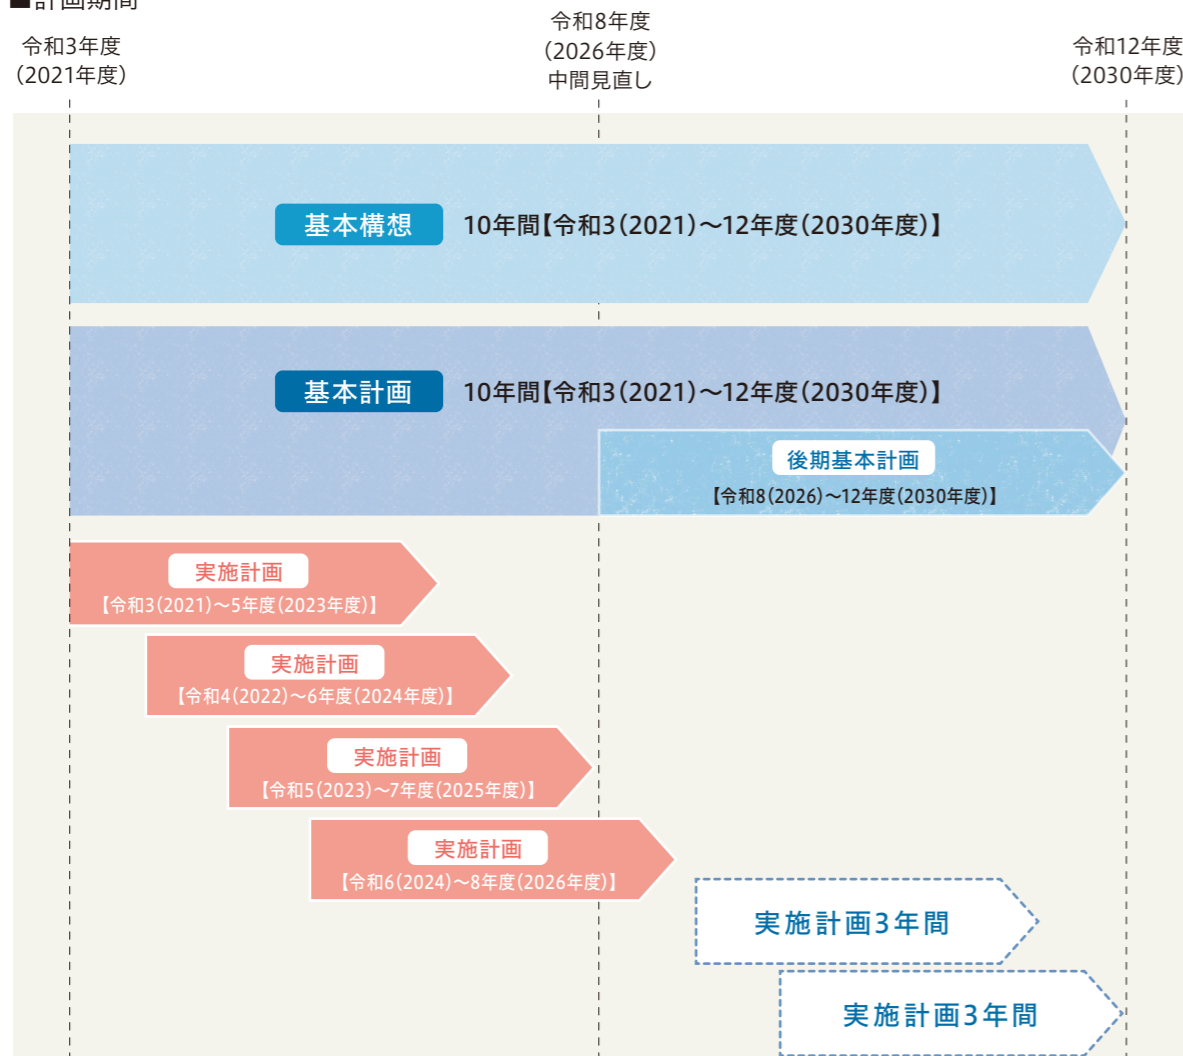 ■計画期間
令和3年度
(2021年度)
令和8年度
(2026年度)
中間見直し
令和12年度
(2030年度)
基本構想 10年間【令和3(2021)～12年度(2030年度)】
基本計画 10年間【令和3(2021)～12年度(2030年度)】
後期基本計画
【令和8(2026)～12年度(2030年度)】
実施計画
【令和3(2021)～5年度(2023年度)】
実施計画
【令和4(2022)～6年度(2024年度)】
実施計画
【令和5(2023)～7年度(2025年度)】
実施計画
【令和6(2024)～8年度(2026年度)】
実施計画3年間
実施計画3年間